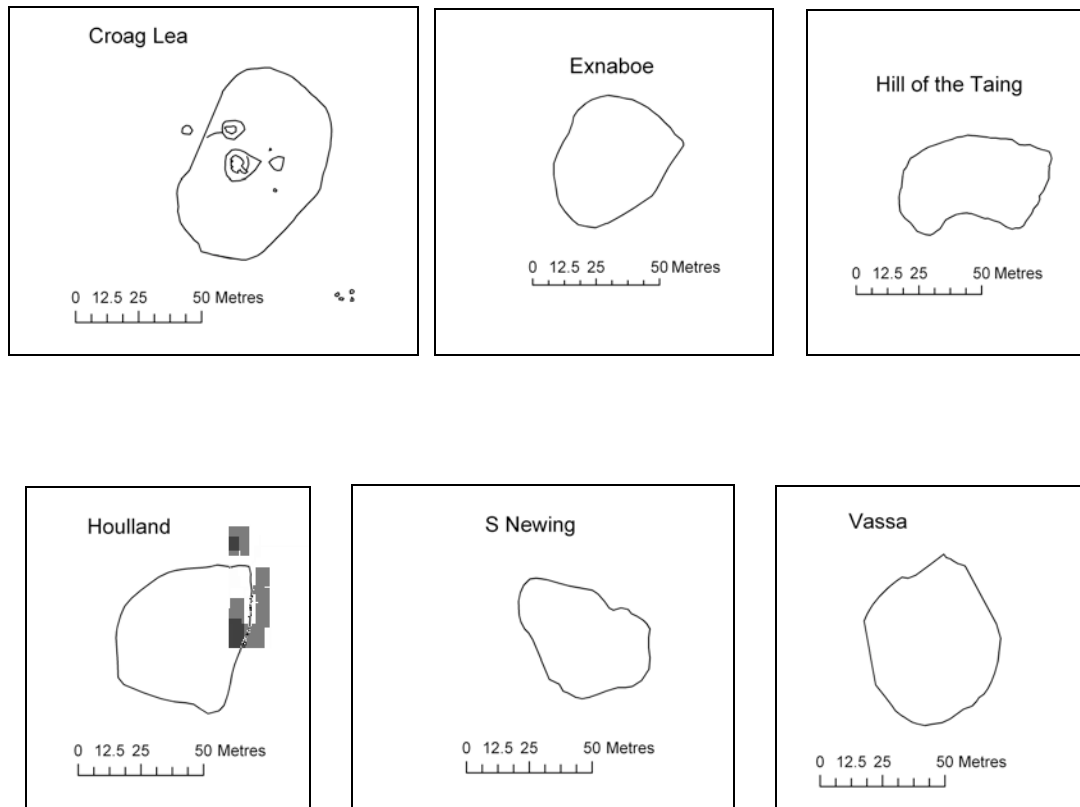 Croag Lea
0 12.5 25 50 Metres
Exnaboe
0 12.5 25 50 Metres
Hill of the Taing
0 12.5 25 50 Metres
Houlland
0 12.5 25 50 Metres
S Newing
0 12.5 25 50 Metres
Vassa
0 12.5 25 50 Metres